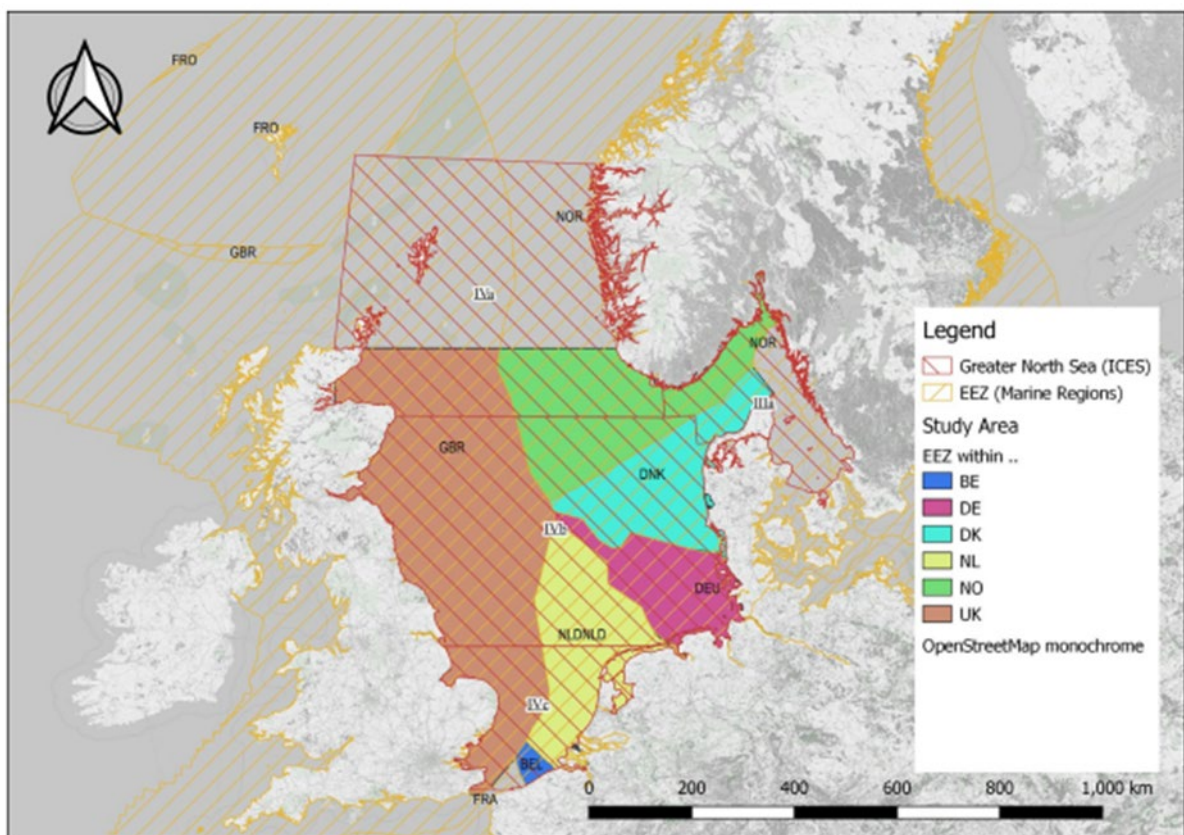 FRO
FRO
NOR
GBR
IVa
NOR
IIIa
GBR
DNK
IVb
DEU
NLDNLD
IVc
BEL
FRA
Legend
Greater North Sea (ICES)
EEZ (Marine Regions)
Study Area
EEZ within ..
BE
DE
DK
NL
NO
UK
OpenStreetMap monochrome
0 200 400 600 800 1,000 km